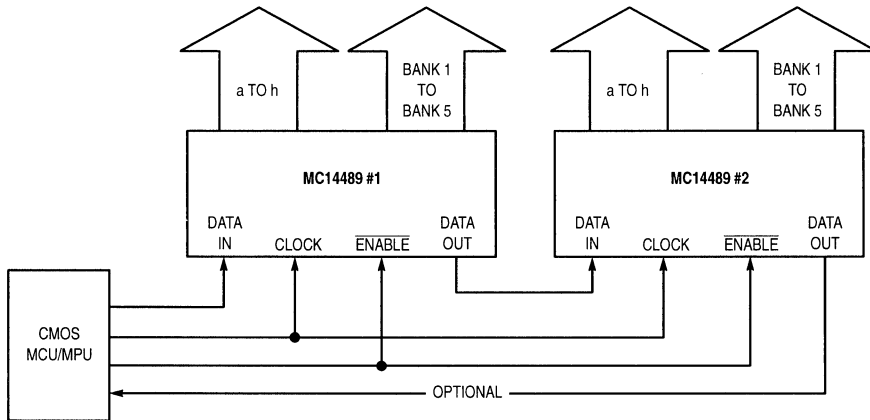 a TO h
BANK 1
TO
BANK 5
a TO h
BANK 1
TO
BANK 5
MC14489 #1
MC14489 #2
DATA
IN
CLOCK
ENABLE
DATA
OUT
DATA
IN
CLOCK
ENABLE
DATA
OUT
CMOS
MCU/MPU
OPTIONAL